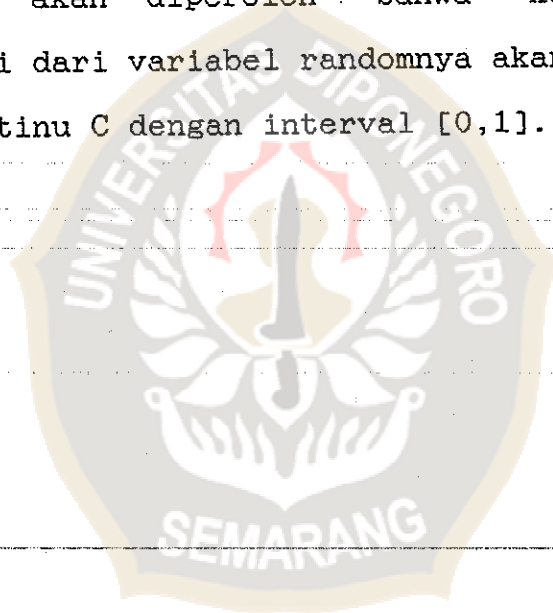 akan diperoleh bahwa
i dari variabel randomnya akan
tinu C dengan interval [0,1].
UNIVERSITAS DIPONEGORO
SEMARANG